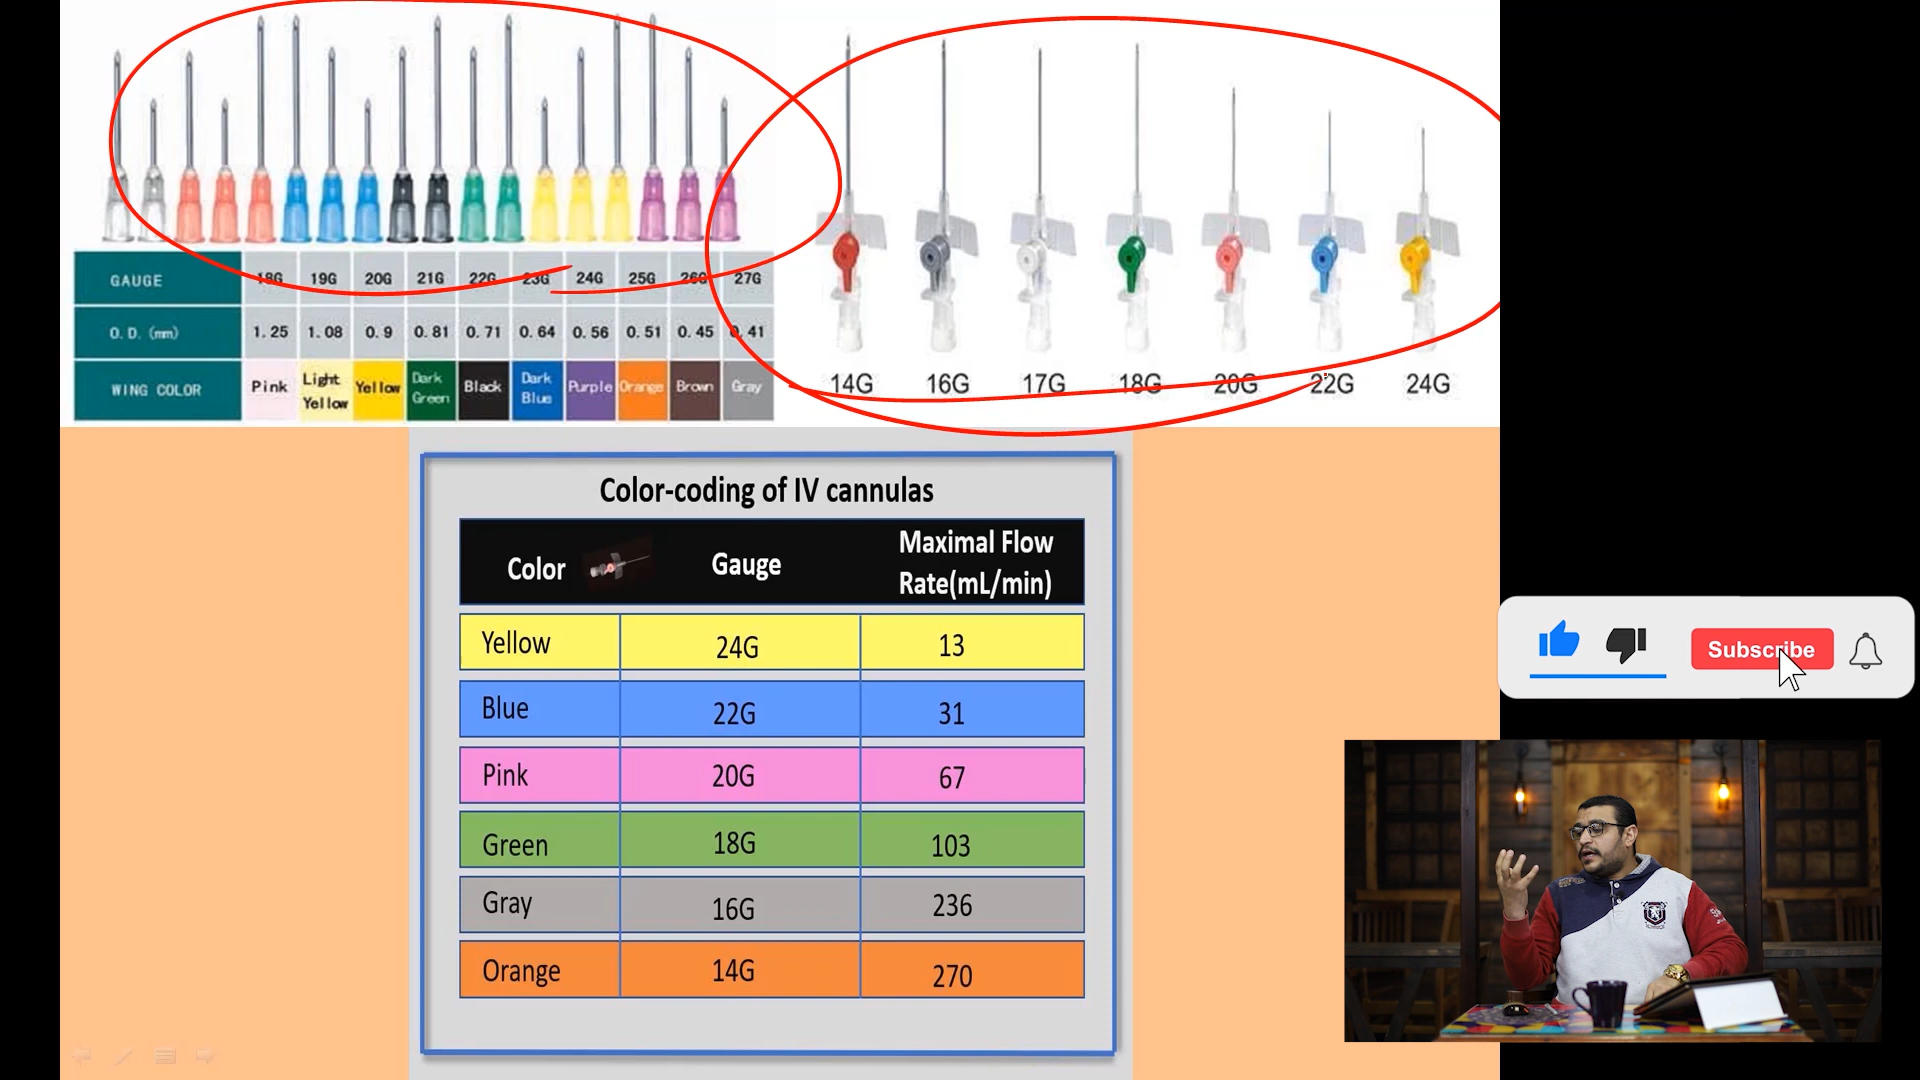 GAUGE 18G 19G 20G 21G 22G 23G 24G 25G 26G 27G
O.D. (mm) 1.25 1.08 0.9 0.81 0.71 0.64 0.56 0.51 0.45 0.41
WING COLOR Pink Light Yellow Yellow Dark Green Black Dark Blue Purple Orange Brown Gray
14G 16G 17G 18G 20G 22G 24G
Color-coding of IV cannulas
Color Gauge Maximal Flow Rate(mL/min)
Yellow 24G 13
Blue 22G 31
Pink 20G 67
Green 18G 103
Gray 16G 236
Orange 14G 270
Subscribe